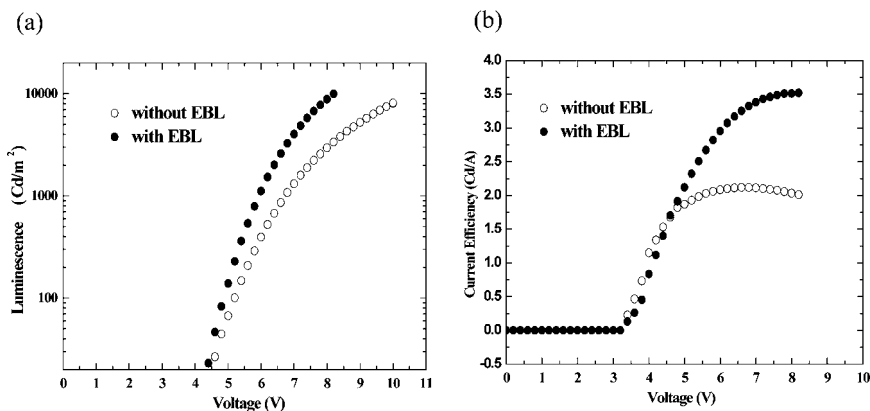 (a)
10000
1000
100
Luminescence ( Cd/m²)
without EBL
with EBL
0 1 2 3 4 5 6 7 8 9 10 11
Voltage (V)
(b)
4.0
3.5
3.0
2.5
2.0
1.5
1.0
0.5
0.0
-0.5
Current Efficiency (Cd/A)
without EBL
with EBL
0 1 2 3 4 5 6 7 8 9 10
Voltage (V)